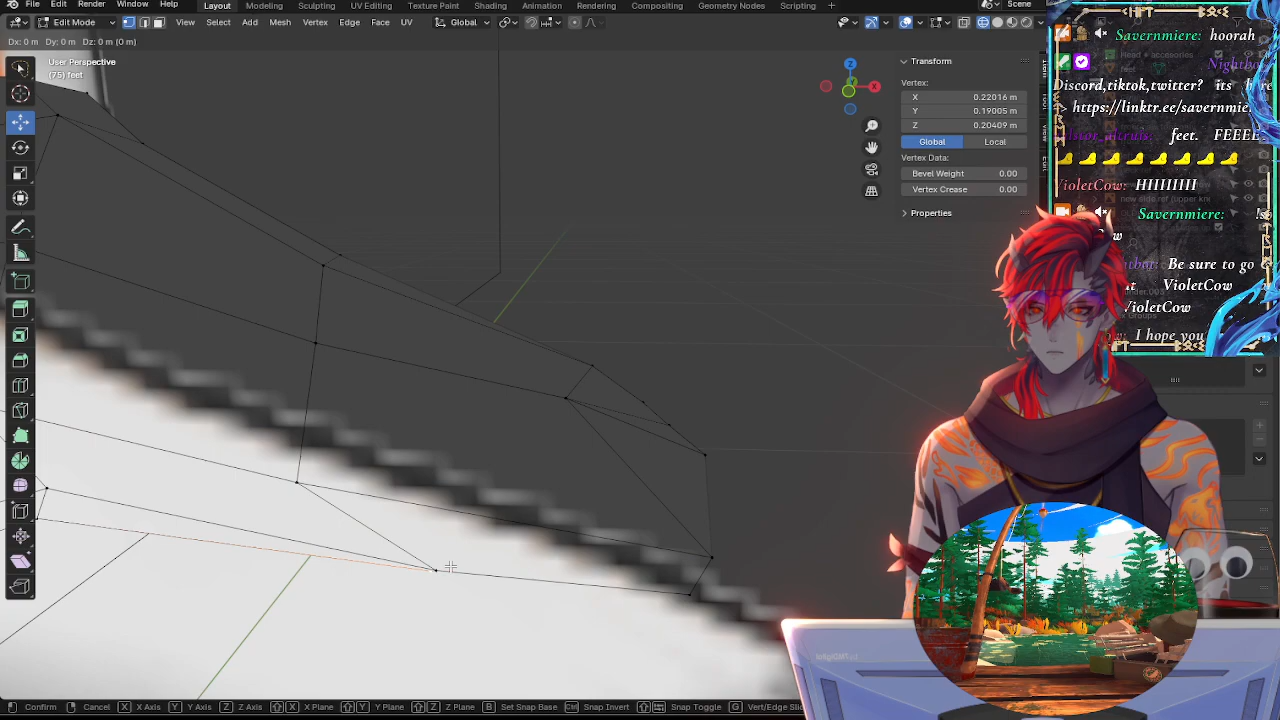 File Edit Render Window Help
Layout Modeling Sculpting UV Editing Texture Paint Shading Animation Rendering Compositing Geometry Nodes Scripting +
Scene
Edit Mode View Select Add Mesh Vertex Edge Face UV Global
Dx: 0 m Dy: 0 m Dz: 0 m (0 m)
User Perspective
(75) feet
Z
Y
X
Transform
Vertex:
X 0.22016 m
Y 0.19005 m
Z 0.20409 m
Global Local
Vertex Data:
Bevel Weight 0.00
Vertex Crease 0.00
Properties
Savernmiere: hoorah
Discord,tiktok,twitter? its
> https://linktr.ee/savernmie
feet. FEEEE
VioletCow: HIIIIIII
Savernmiere:
Be sure to go
VioletCow
VioletCow
I hope you
Confirm Cancel X X Axis Y Y Axis Z Z Axis X X Plane Y Y Plane Z Z Plane B Set Snap Base Ctrl Snap Invert Snap Toggle G Vert/Edge Slid